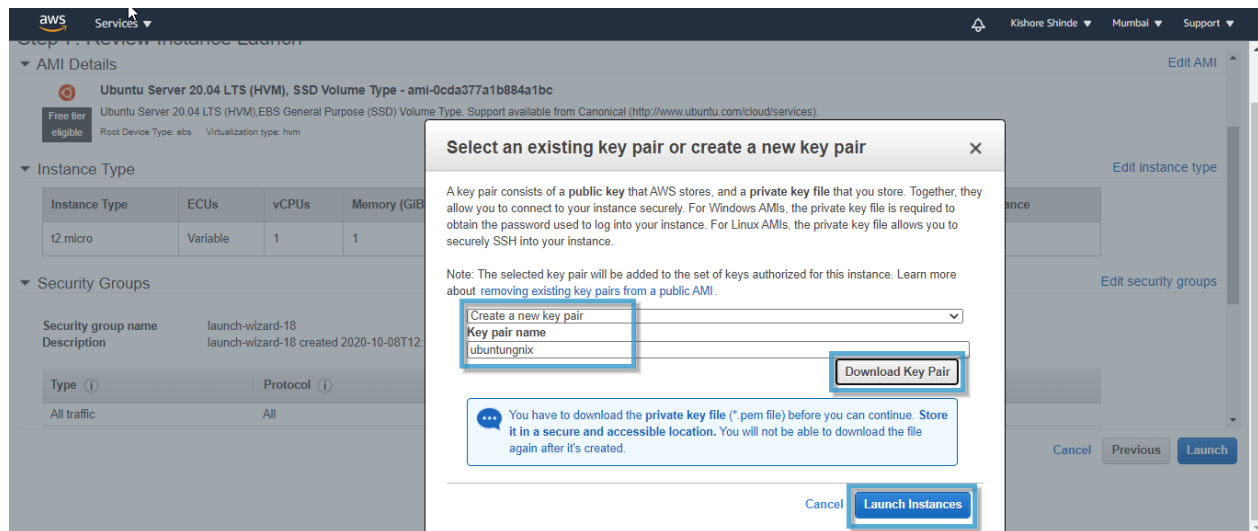 aws Services ▾ Kishore Shinde ▾ Mumbai ▾ Support ▾
Step 7: Review Instance Launch
AMI Details Edit AMI
Ubuntu Server 20.04 LTS (HVM), SSD Volume Type - ami-0cda377a1b884a1bc
Free tier eligible
Ubuntu Server 20.04 LTS (HVM),EBS General Purpose (SSD) Volume Type. Support available from Canonical (http://www.ubuntu.com/cloud/services).
Root Device Type: ebs Virtualization type: hvm
Instance Type Edit instance type
Instance Type ECUs vCPUs Memory (GiB
t2.micro Variable 1 1
Security Groups Edit security groups
Security group name launch-wizard-18
Description launch-wizard-18 created 2020-10-08T12:
Type Protocol
All traffic All
Cancel Previous Launch
Select an existing key pair or create a new key pair ×
A key pair consists of a public key that AWS stores, and a private key file that you store. Together, they
allow you to connect to your instance securely. For Windows AMIs, the private key file is required to
obtain the password used to log into your instance. For Linux AMIs, the private key file allows you to
securely SSH into your instance.
Note: The selected key pair will be added to the set of keys authorized for this instance. Learn more
about removing existing key pairs from a public AMI .
Create a new key pair
Key pair name
ubuntungnix
Download Key Pair
You have to download the private key file (*.pem file) before you can continue. Store
it in a secure and accessible location. You will not be able to download the file
again after it's created.
Cancel Launch Instances